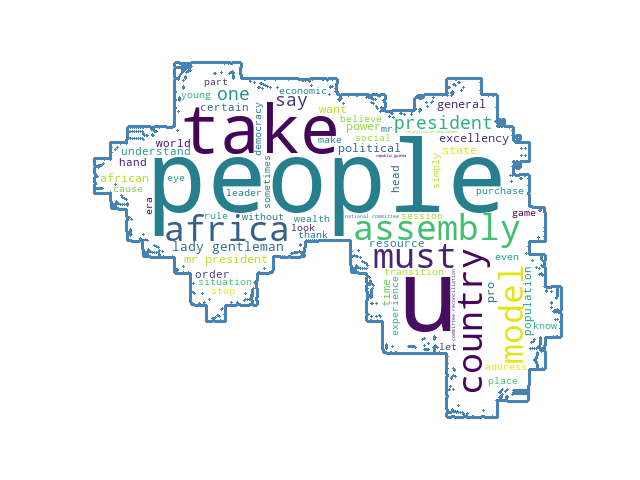 part
young one economic
certain say want general
take believe president
power mr
democracy make social excellency
world political state
understand simply
hand people head
african eye purchase
cause leader sometimes
era national committee
republic guinea
rule without wealth session game
africa look assembly
thank
lady gentleman resource must
mr president even
order transition country
situation time u pro model population
stop experience
committee reconciliation know
let address
place